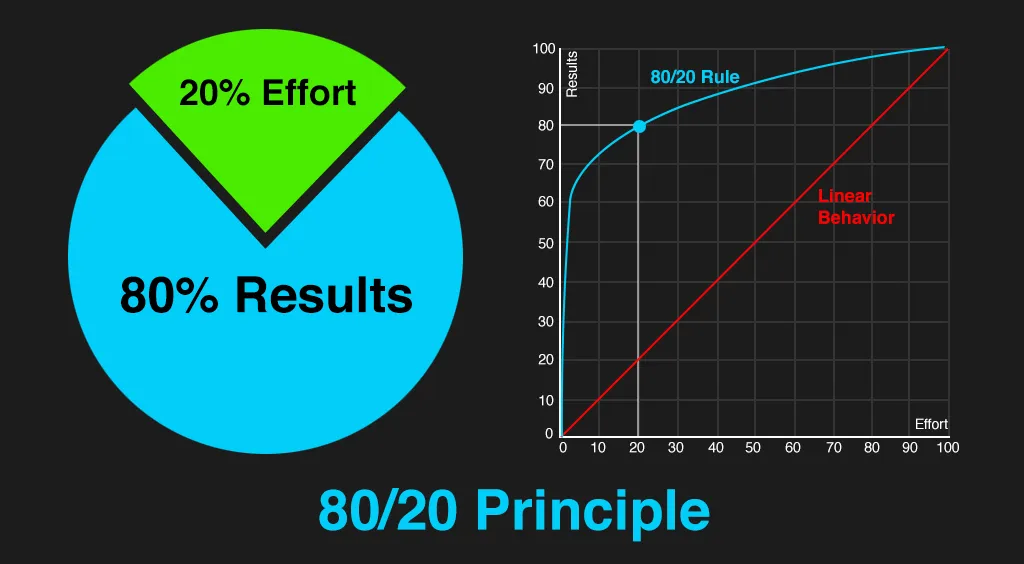 20% Effort
80% Results
100
90
80
70
60
50
40
30
20
10
0
Results
80/20 Rule
Linear
Behavior
Effort
0 10 20 30 40 50 60 70 80 90 100
80/20 Principle